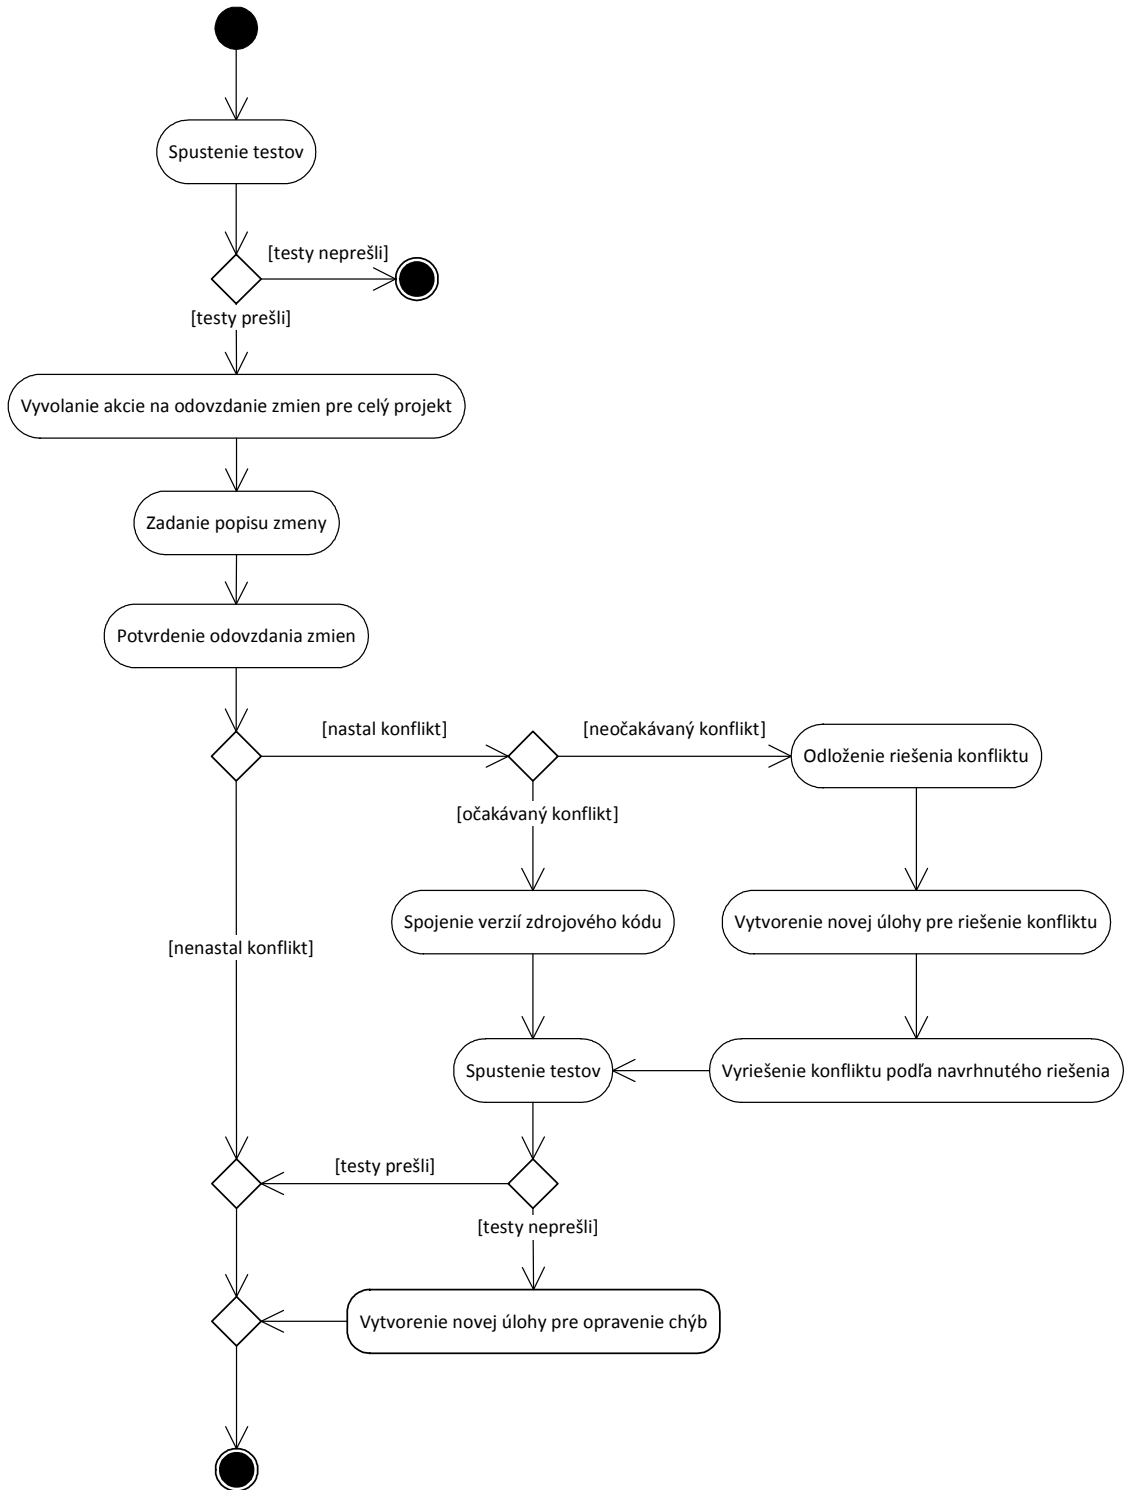 Spustenie testov
[testy neprešli]
[testy prešli]
Vyvolanie akcie na odovzdanie zmien pre celý projekt
Zadanie popisu zmeny
Potvrdenie odovzdania zmien
[nastal konflikt]
[neočakávaný konflikt]
Odloženie riešenia konfliktu
[očakávaný konflikt]
Spojenie verzií zdrojového kódu
Vytvorenie novej úlohy pre riešenie konfliktu
[nenastal konflikt]
Spustenie testov
Vyriešenie konfliktu podľa navrhnutého riešenia
[testy prešli]
[testy neprešli]
Vytvorenie novej úlohy pre opravenie chýb